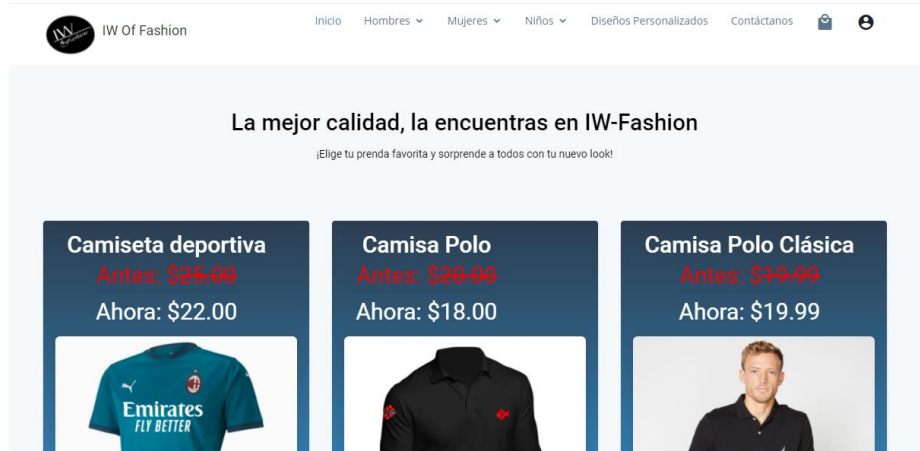 IW Of Fashion
Inicio Hombres Mujeres Niños Diseños Personalizados Contáctanos
La mejor calidad, la encuentras en IW-Fashion
¡Elige tu prenda favorita y sorprende a todos con tu nuevo look!
Camiseta deportiva
Antes: $25.00
Ahora: $22.00
Emirates
FLY BETTER
Camisa Polo
Antes: $20.00
Ahora: $18.00
Camisa Polo Clásica
Antes: $19.99
Ahora: $19.99